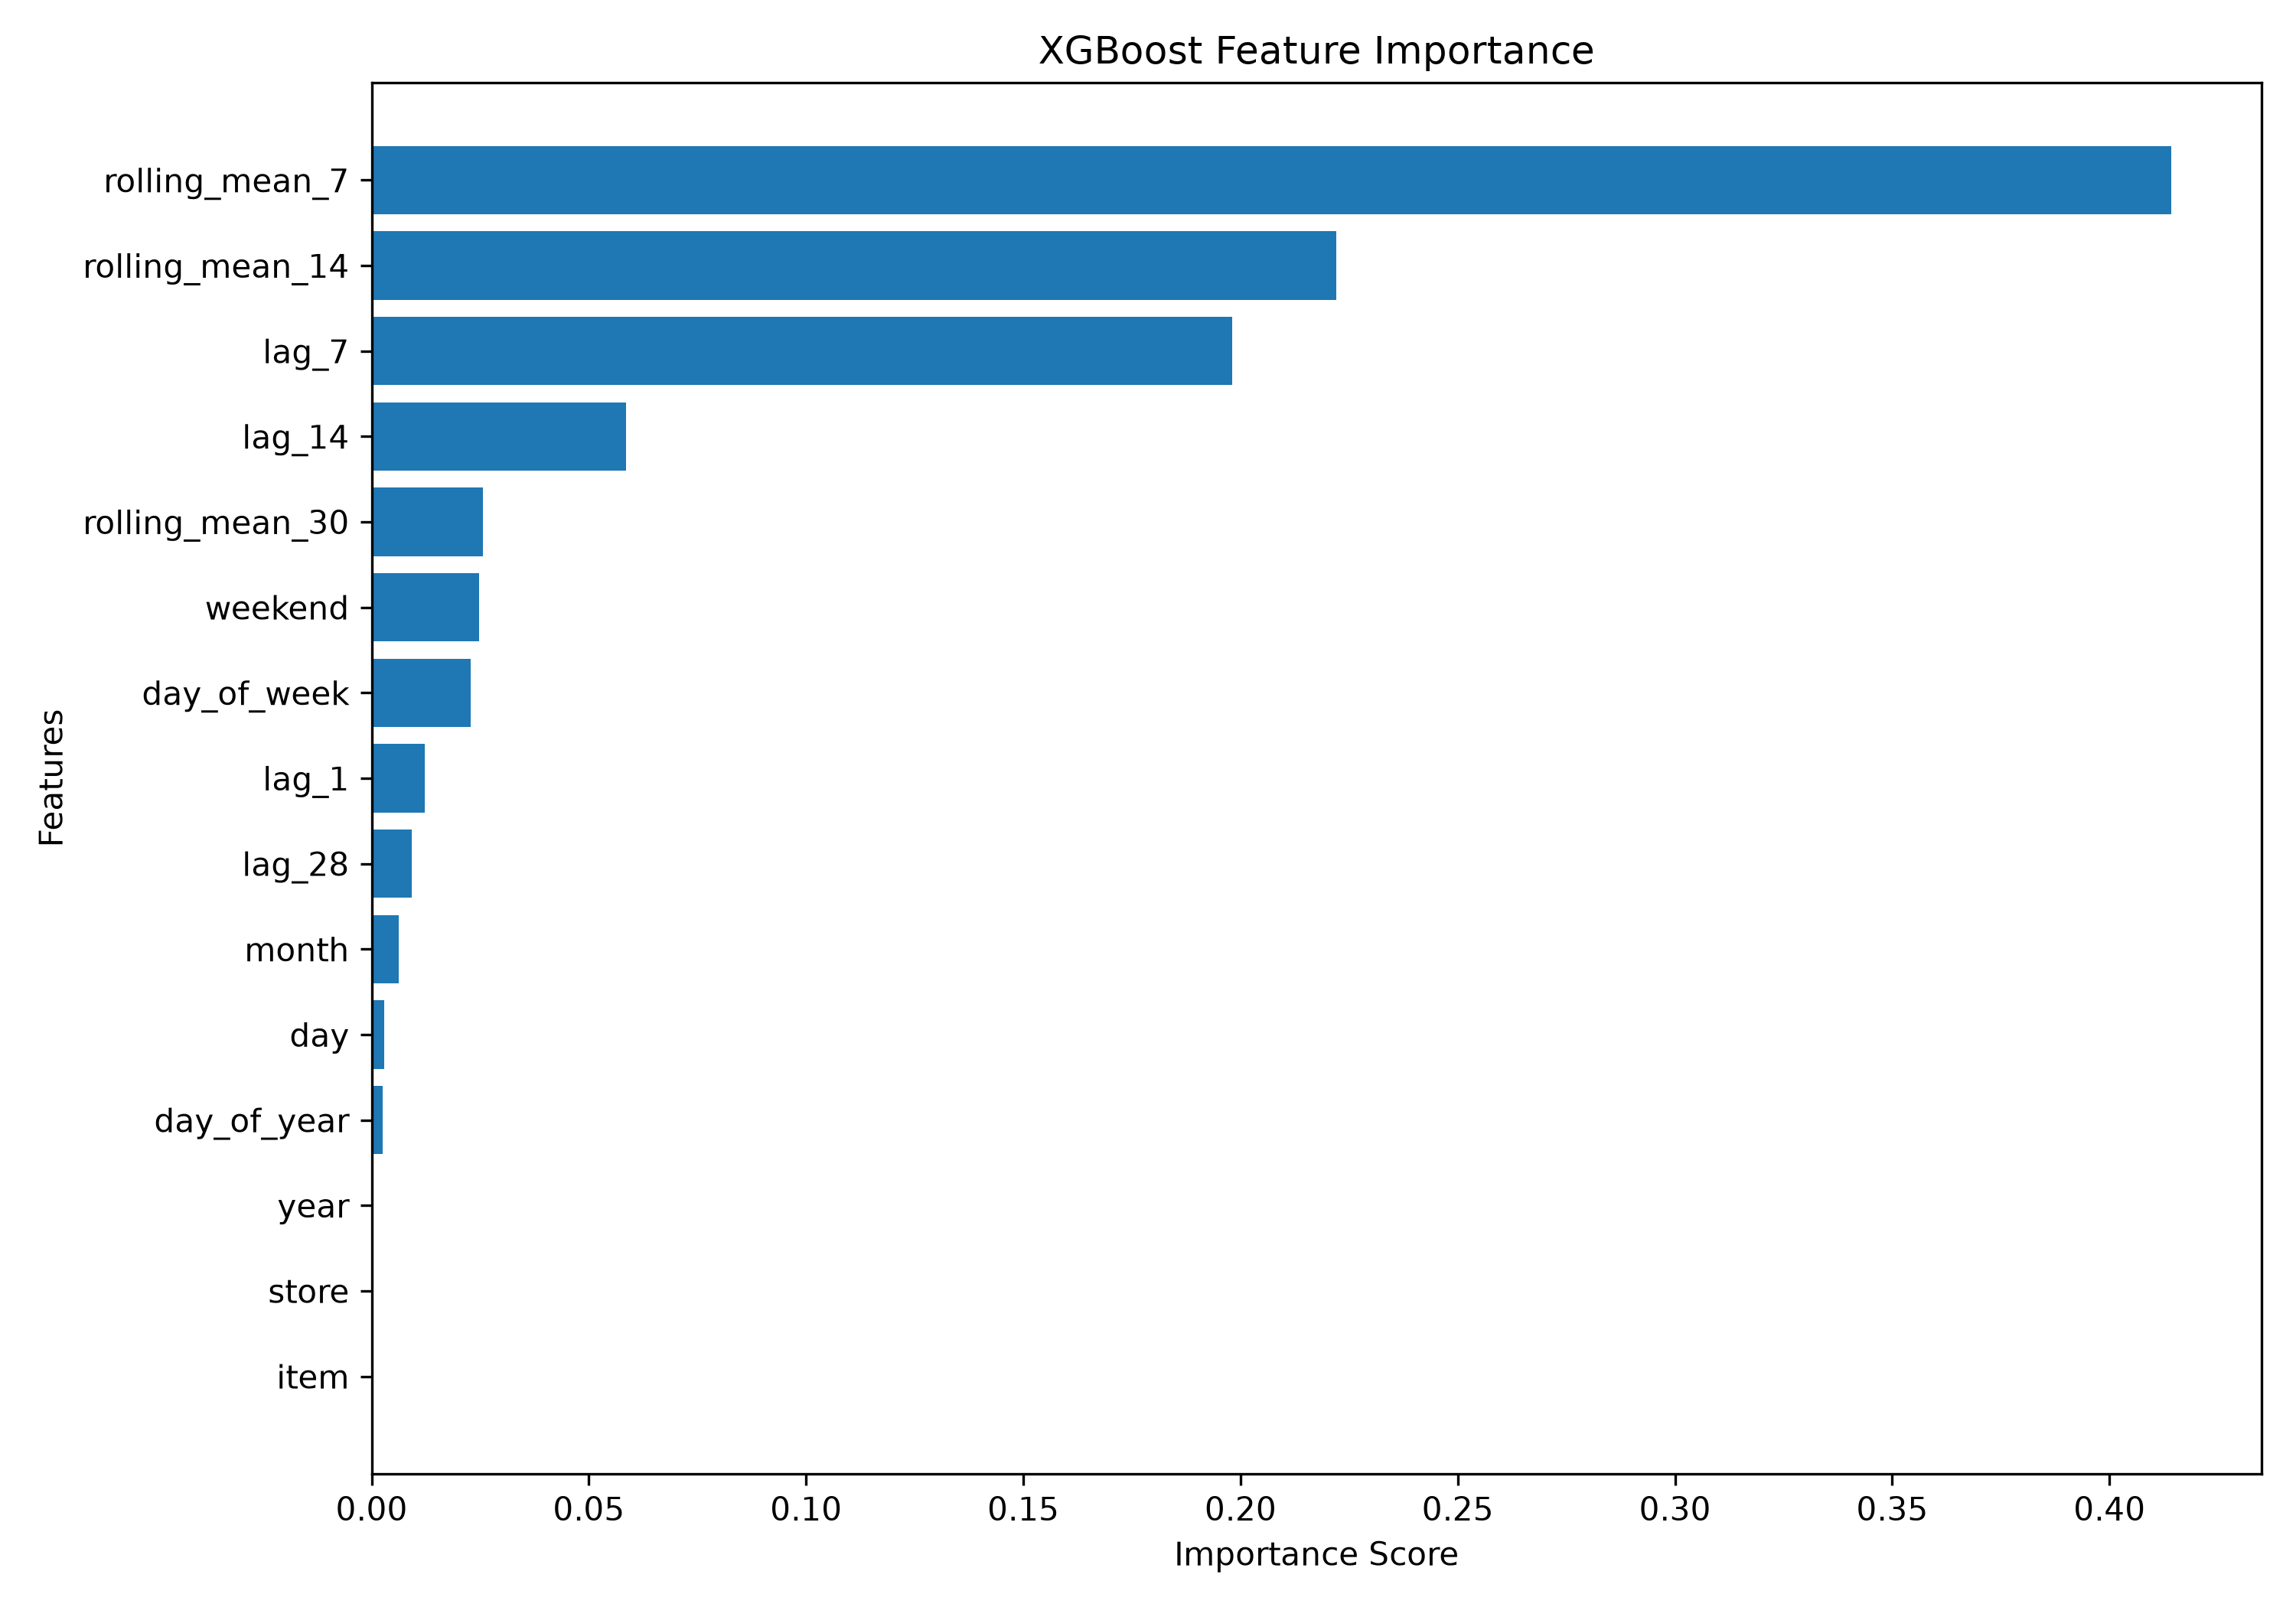 XGBoost Feature Importance
rolling_mean_7
rolling_mean_14
lag_7
lag_14
rolling_mean_30
weekend
day_of_week
lag_1
lag_28
month
day
day_of_year
year
store
item
Features
0.00 0.05 0.10 0.15 0.20 0.25 0.30 0.35 0.40
Importance Score